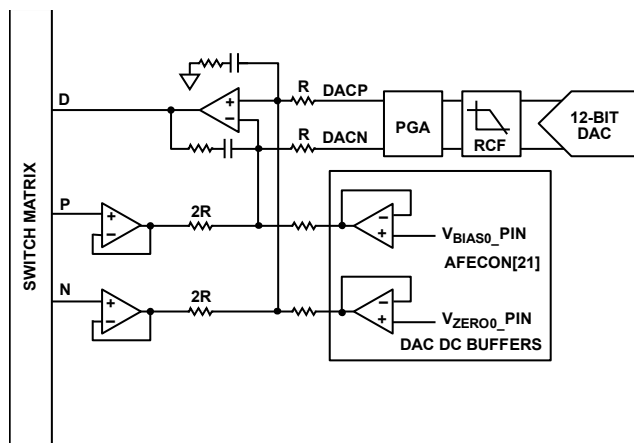 SWITCH MATRIX
D
P
N
R
DACP
R
DACN
PGA
RCF
12-BIT
DAC
2R
2R
+
−
+
−
+
−
−
+
−
+
VBIAS0_PIN
AFECON[21]
VZERO0_PIN
DAC DC BUFFERS